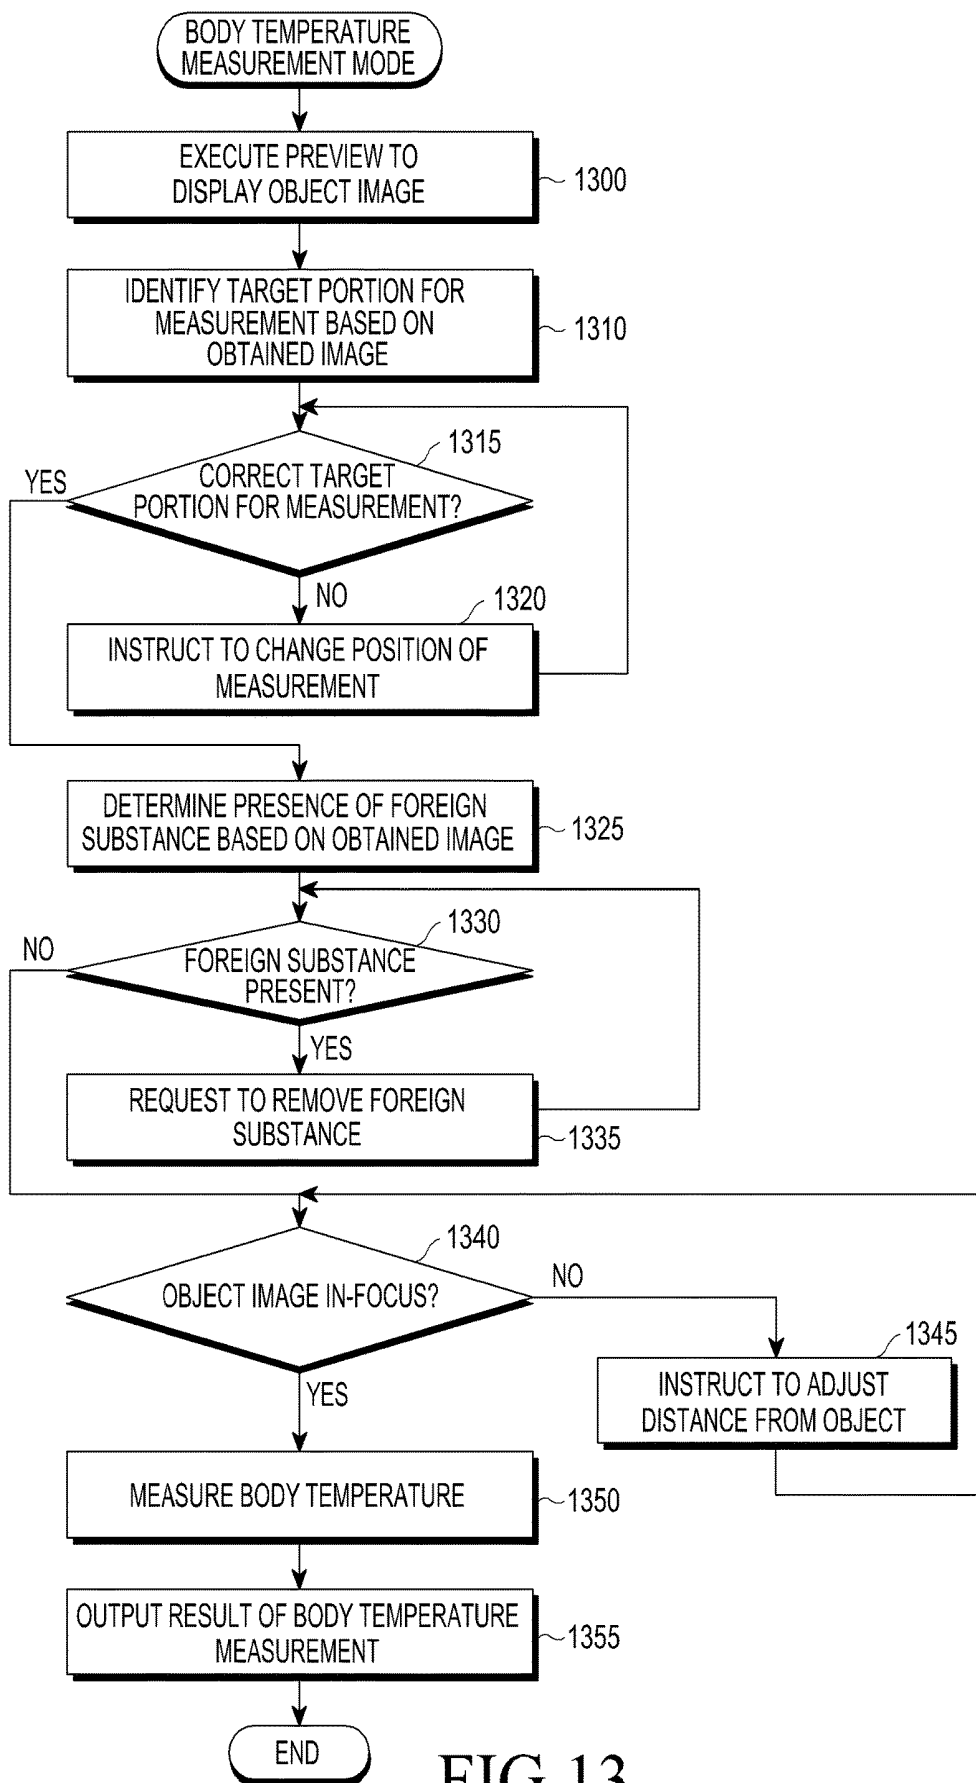 BODY TEMPERATURE
MEASUREMENT MODE
EXECUTE PREVIEW TO
DISPLAY OBJECT IMAGE
1300
IDENTIFY TARGET PORTION FOR
MEASUREMENT BASED ON
OBTAINED IMAGE
1310
1315
YES
CORRECT TARGET
PORTION FOR MEASUREMENT?
NO
1320
INSTRUCT TO CHANGE POSITION OF
MEASUREMENT
DETERMINE PRESENCE OF FOREIGN
SUBSTANCE BASED ON OBTAINED IMAGE
1325
1330
NO
FOREIGN SUBSTANCE
PRESENT?
YES
REQUEST TO REMOVE FOREIGN
SUBSTANCE
1335
1340
OBJECT IMAGE IN-FOCUS?
NO
1345
INSTRUCT TO ADJUST
DISTANCE FROM OBJECT
YES
MEASURE BODY TEMPERATURE
1350
OUTPUT RESULT OF BODY TEMPERATURE
MEASUREMENT
1355
END
FIG.13